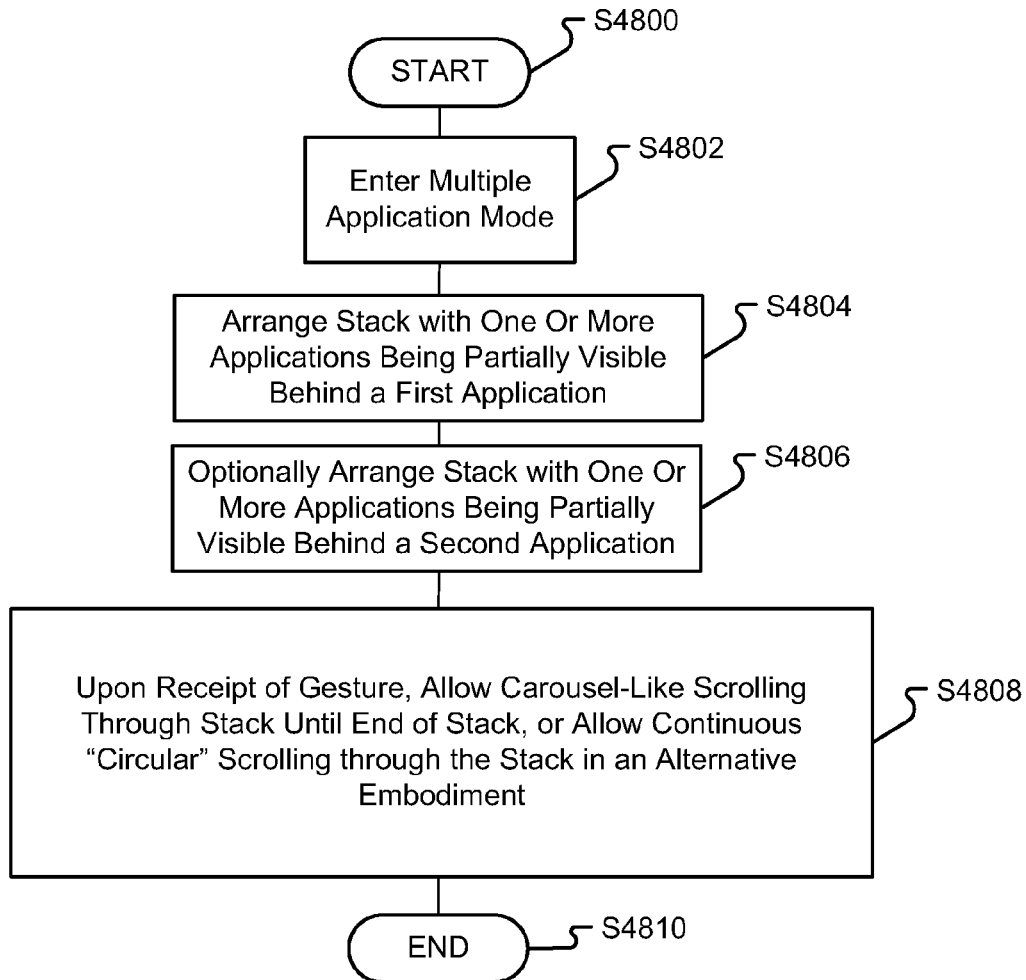 S4800
START
S4802
Enter Multiple
Application Mode
S4804
Arrange Stack with One Or More
Applications Being Partially Visible
Behind a First Application
S4806
Optionally Arrange Stack with One Or
More Applications Being Partially
Visible Behind a Second Application
S4808
Upon Receipt of Gesture, Allow Carousel-Like Scrolling
Through Stack Until End of Stack, or Allow Continuous
“Circular” Scrolling through the Stack in an Alternative
Embodiment
S4810
END